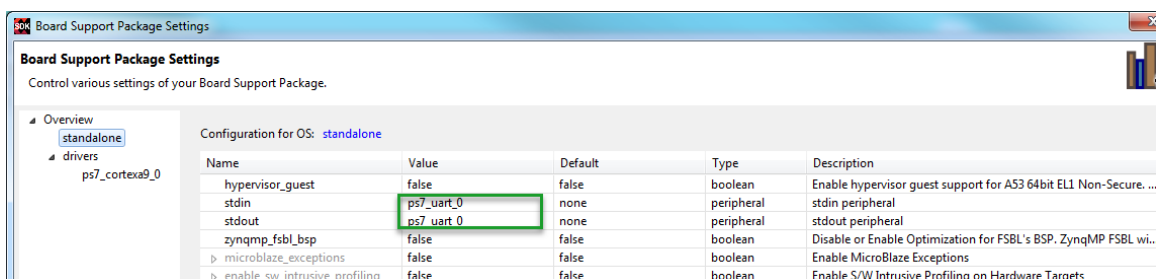 SDK Board Support Package Settings
Board Support Package Settings
Control various settings of your Board Support Package.
Overview
standalone
drivers
ps7_cortexa9_0
Configuration for OS: standalone
Name Value Default Type Description
hypervisor_guest false false boolean Enable hypervisor guest support for A53 64bit EL1 Non-Secure. ...
stdin ps7_uart_0 none peripheral stdin peripheral
stdout ps7_uart_0 none peripheral stdout peripheral
zynqmp_fsbl_bsp false false boolean Disable or Enable Optimization for FSBL's BSP. ZynqMP FSBL wi...
microblaze_exceptions false false boolean Enable MicroBlaze Exceptions
enable_sw_intrusive_profiling false false boolean Enable S/W Intrusive Profiling on Hardware Targets